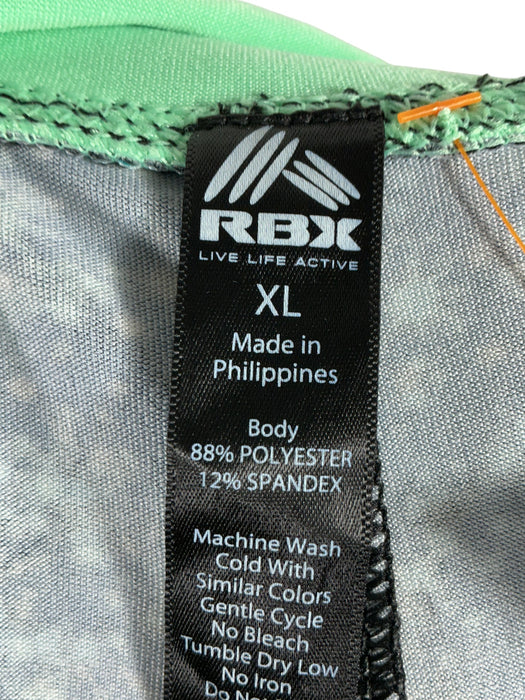 RBX
LIVE LIFE ACTIVE
XL
Made in
Philippines
Body
88% POLYESTER
12% SPANDEX
Machine Wash
Cold With
Similar Colors
Gentle Cycle
No Bleach
Tumble Dry Low
No Iron
Do